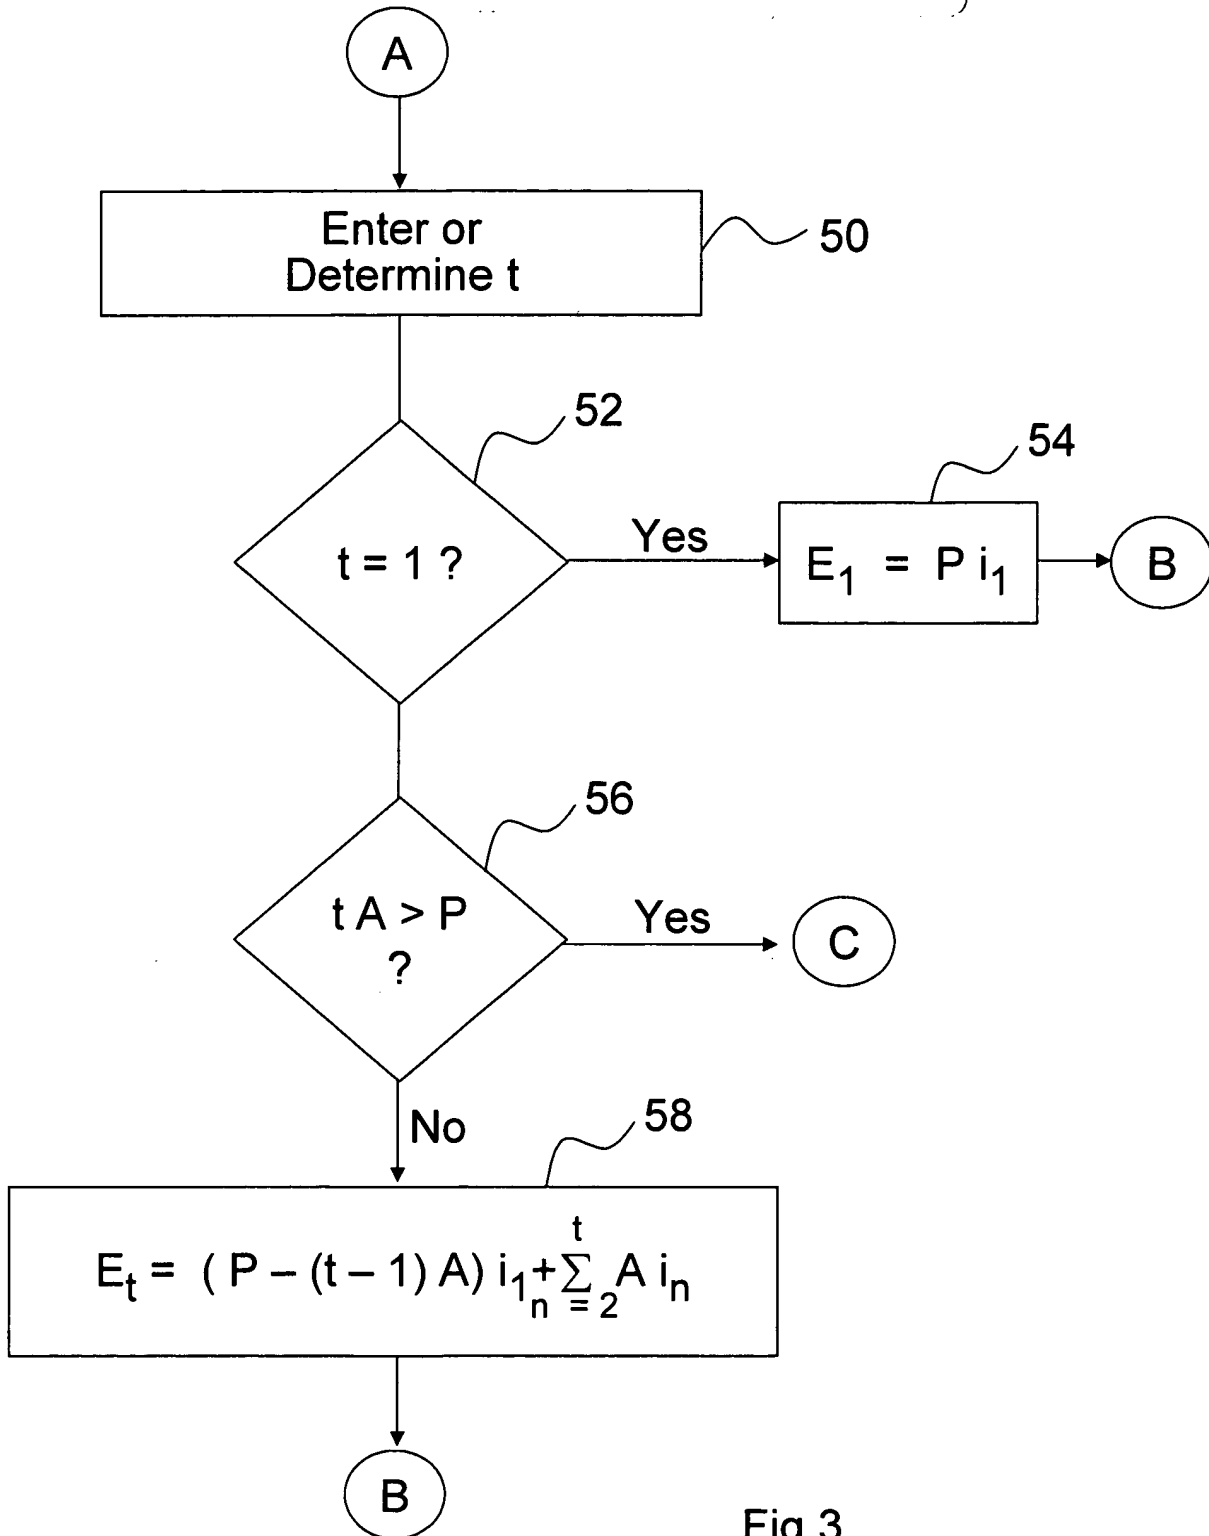 A
Enter or
Determine t
50
52
t = 1 ?
Yes
54
E₁ = P i₁
B
56
t A > P
?
Yes
C
No
58
Eₜ = ( P – (t – 1) A) i₁ + ∑ₙ₌₂ᵗ A iₙ
B
Fig 3